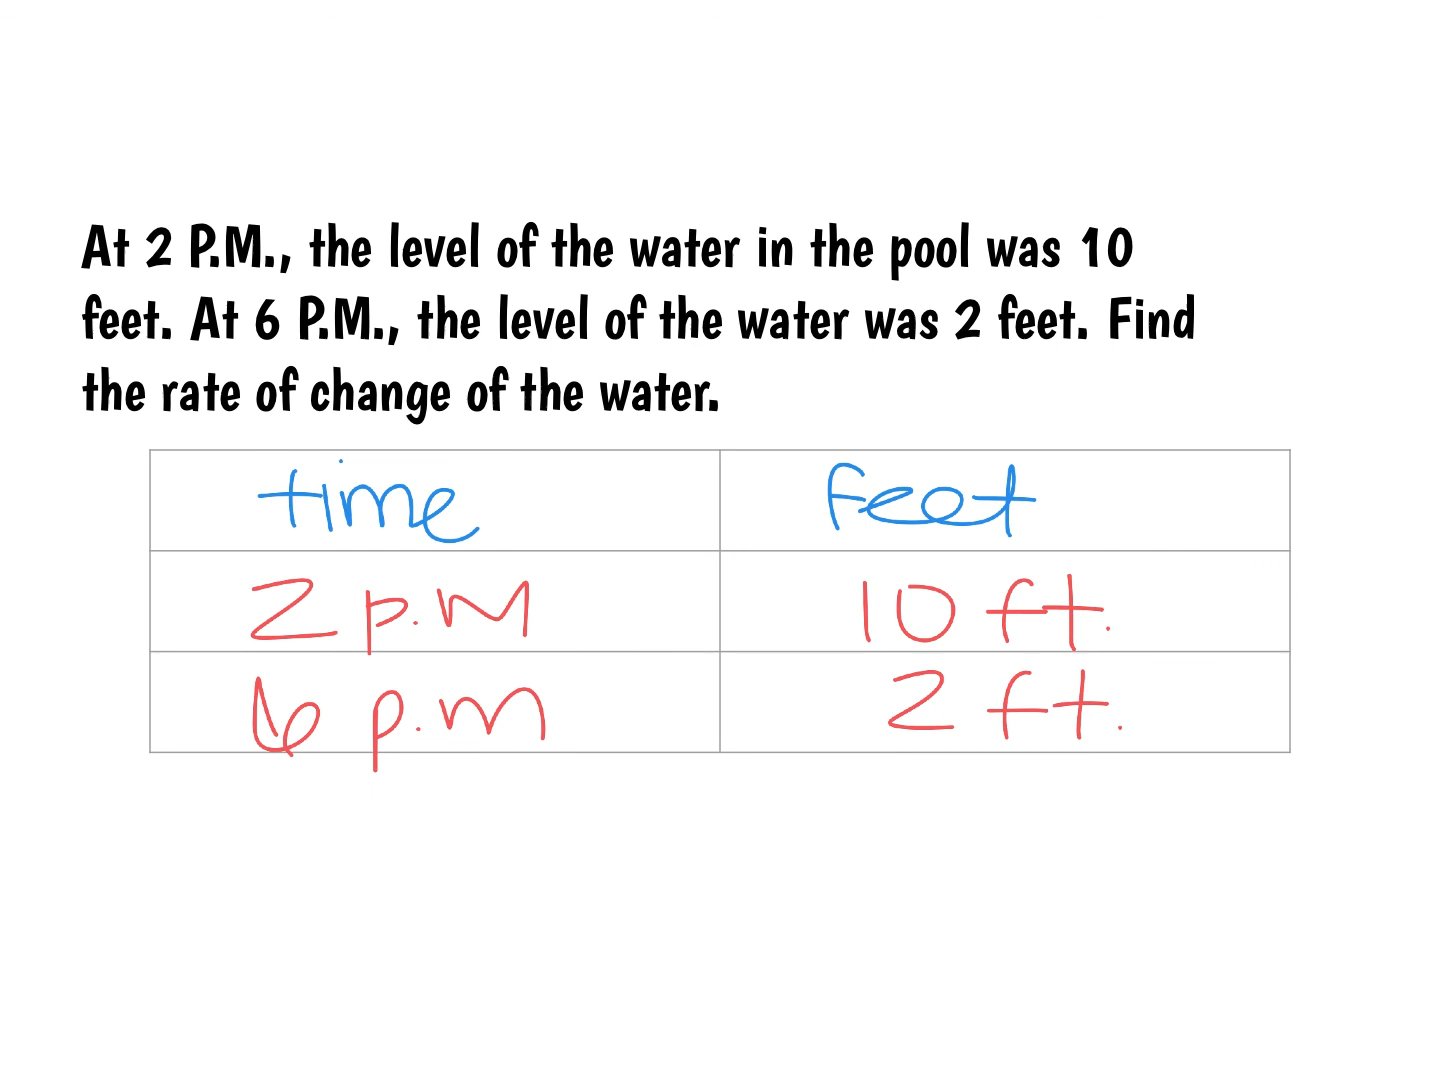 At 2 P.M., the level of the water in the pool was 10
feet. At 6 P.M., the level of the water was 2 feet. Find
the rate of change of the water.
time feet
2 p.M 10 ft.
6 p.m 2 ft.